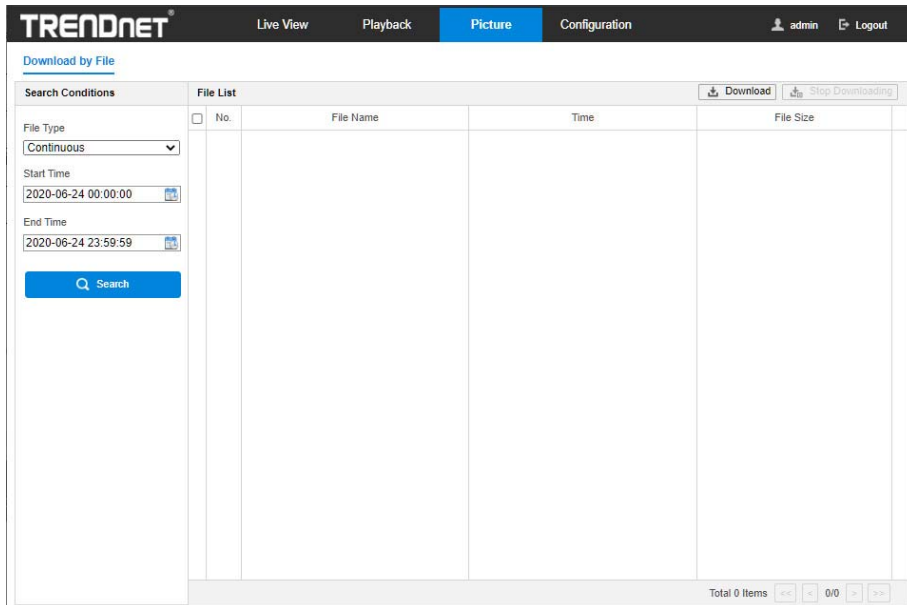 TRENDnet®
Live View Playback Picture Configuration admin Logout
Download by File
Search Conditions
File List
Download Stop Downloading
No. File Name Time File Size
File Type
Continuous
Start Time
2020-06-24 00:00:00
End Time
2020-06-24 23:59:59
Search
Total 0 Items << < 0/0 > >>